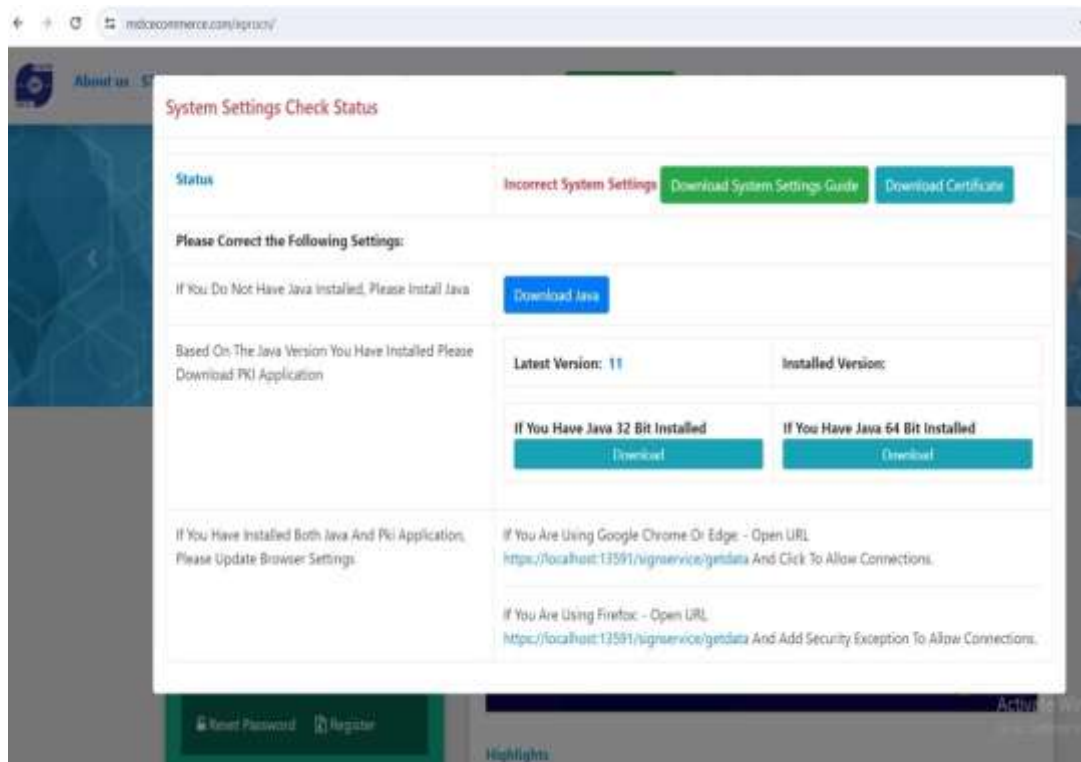 About us
System Settings Check Status
Status
Incorrect System Settings Download System Settings Guide Download Certificate
Please Correct the Following Settings:
If You Do Not Have Java Installed, Please Install Java
Download Java
Based On The Java Version You Have Installed Please
Download PKI Application
Latest Version: 11
Installed Version:
If You Have Java 32 Bit Installed
Download
If You Have Java 64 Bit Installed
Download
If You Have Installed Both Java And Pki Application,
Please Update Browser Settings
If You Are Using Google Chrome Or Edge: - Open URL
https://localhost:13591/signservice/getdata And Click To Allow Connections.
If You Are Using Firefox: - Open URL
https://localhost:13591/signservice/getdata And Add Security Exception To Allow Connections.
Reset Password Register
Highlights